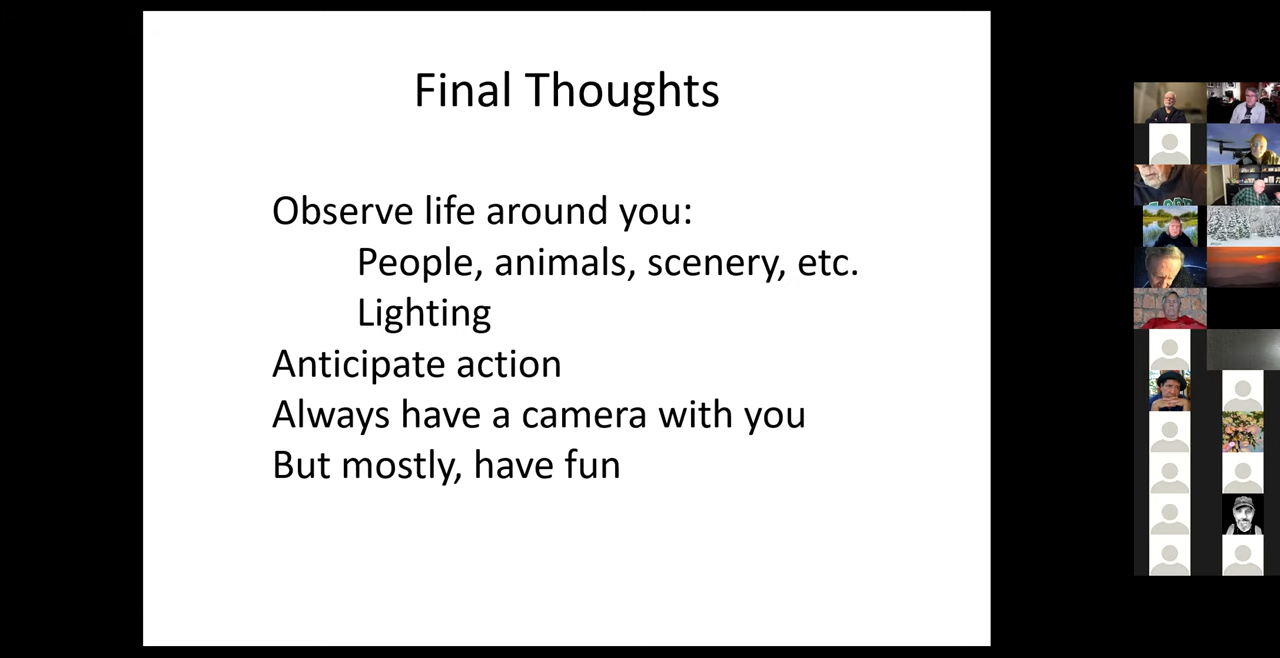 Final Thoughts
Observe life around you:
People, animals, scenery, etc.
Lighting
Anticipate action
Always have a camera with you
But mostly, have fun